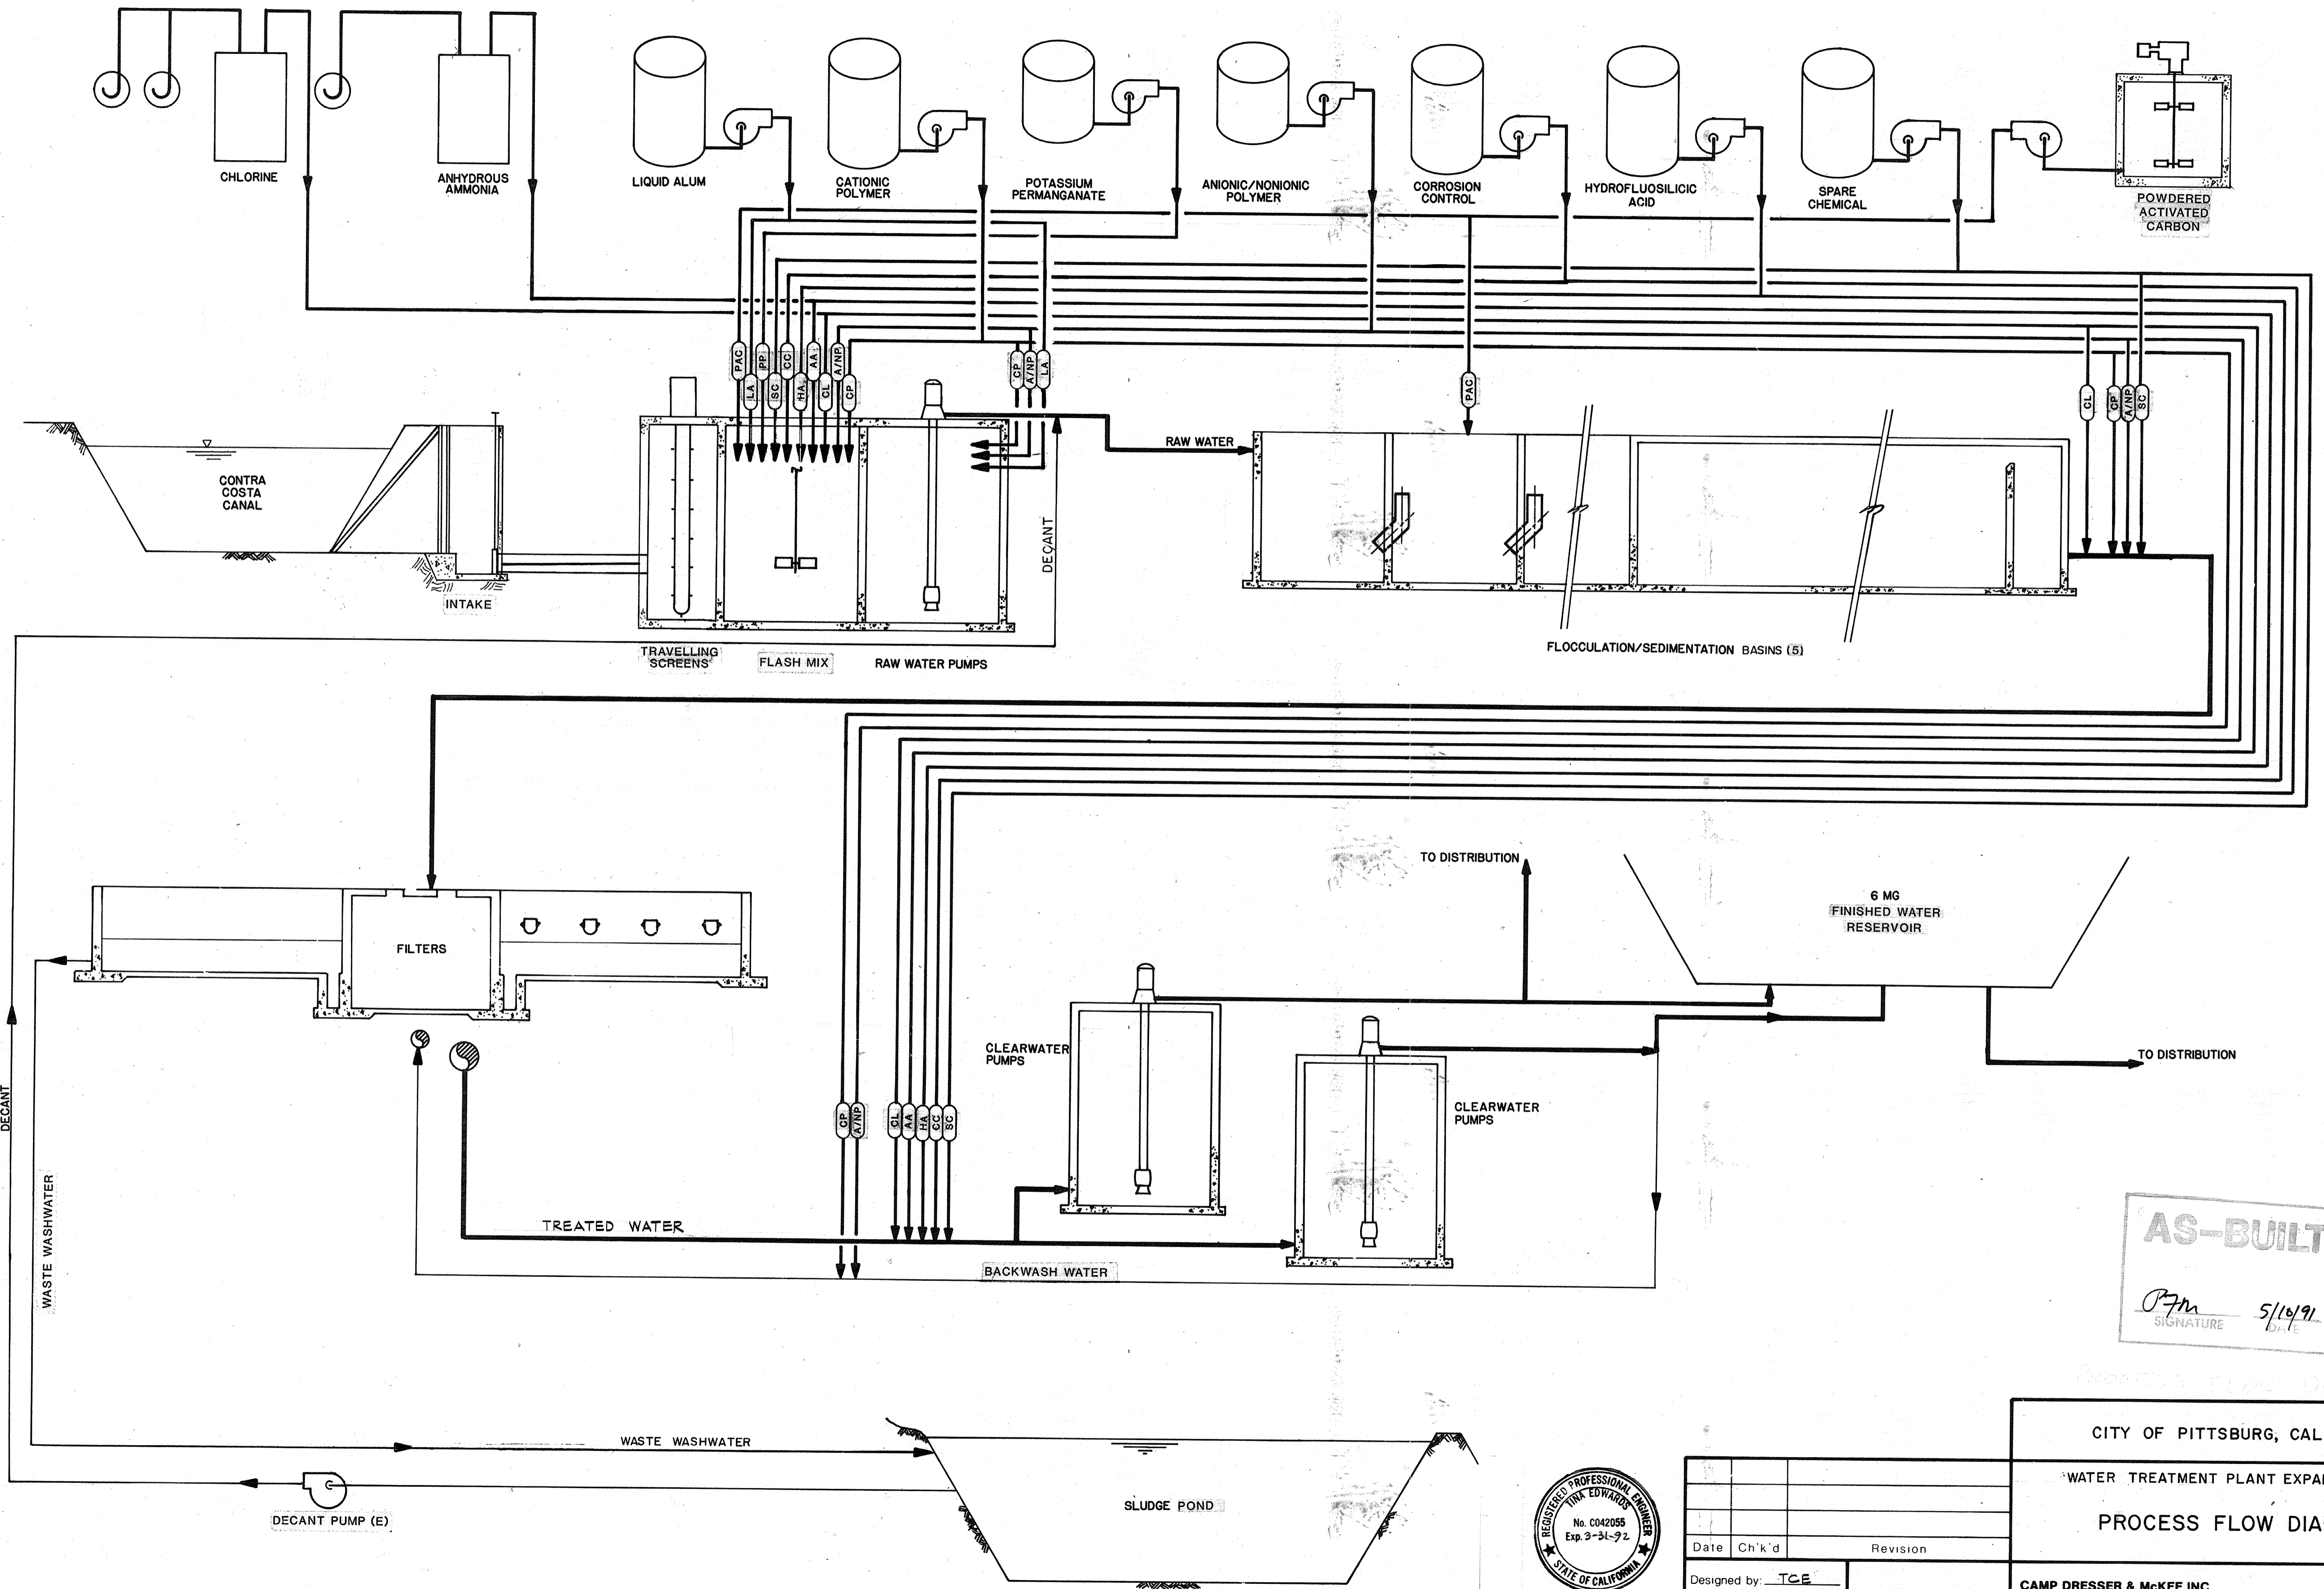 CHLORINE
ANHYDROUS
AMMONIA
LIQUID ALUM
CATIONIC
POLYMER
POTASSIUM
PERMANGANATE
ANIONIC/NONIONIC
POLYMER
CORROSION
CONTROL
HYDROFLUOSILICIC
ACID
SPARE
CHEMICAL
POWDERED
ACTIVATED
CARBON
PAC
LA
PP
SC
CC
HA
AA
CL
A/NP
CP
CP
A/NP
LA
PAC
CL
CP
A/NP
SC
CONTRA
COSTA
CANAL
INTAKE
RAW WATER
DECANT
TRAVELLING
SCREENS
FLASH MIX
RAW WATER PUMPS
FLOCCULATION/SEDIMENTATION BASINS (5)
TO DISTRIBUTION
6 MG
FINISHED WATER
RESERVOIR
FILTERS
CLEARWATER
PUMPS
TO DISTRIBUTION
CLEARWATER
PUMPS
DECANT
WASTE WASHWATER
CP
A/NP
CL
AA
HA
CC
SC
TREATED WATER
BACKWASH WATER
AS-BUILT
PFM 5/10/91
SIGNATURE DATE
WASTE WASHWATER
SLUDGE POND
DECANT PUMP (E)
REGISTERED PROFESSIONAL ENGINEER
TINA EDWARDS
No. C042055
Exp. 3-31-92
STATE OF CALIFORNIA
CITY OF PITTSBURG, CAL
WATER TREATMENT PLANT EXPA
PROCESS FLOW DIA
Date Ch'k'd Revision
Designed by: TCE
CAMP DRESSER & McKEE INC